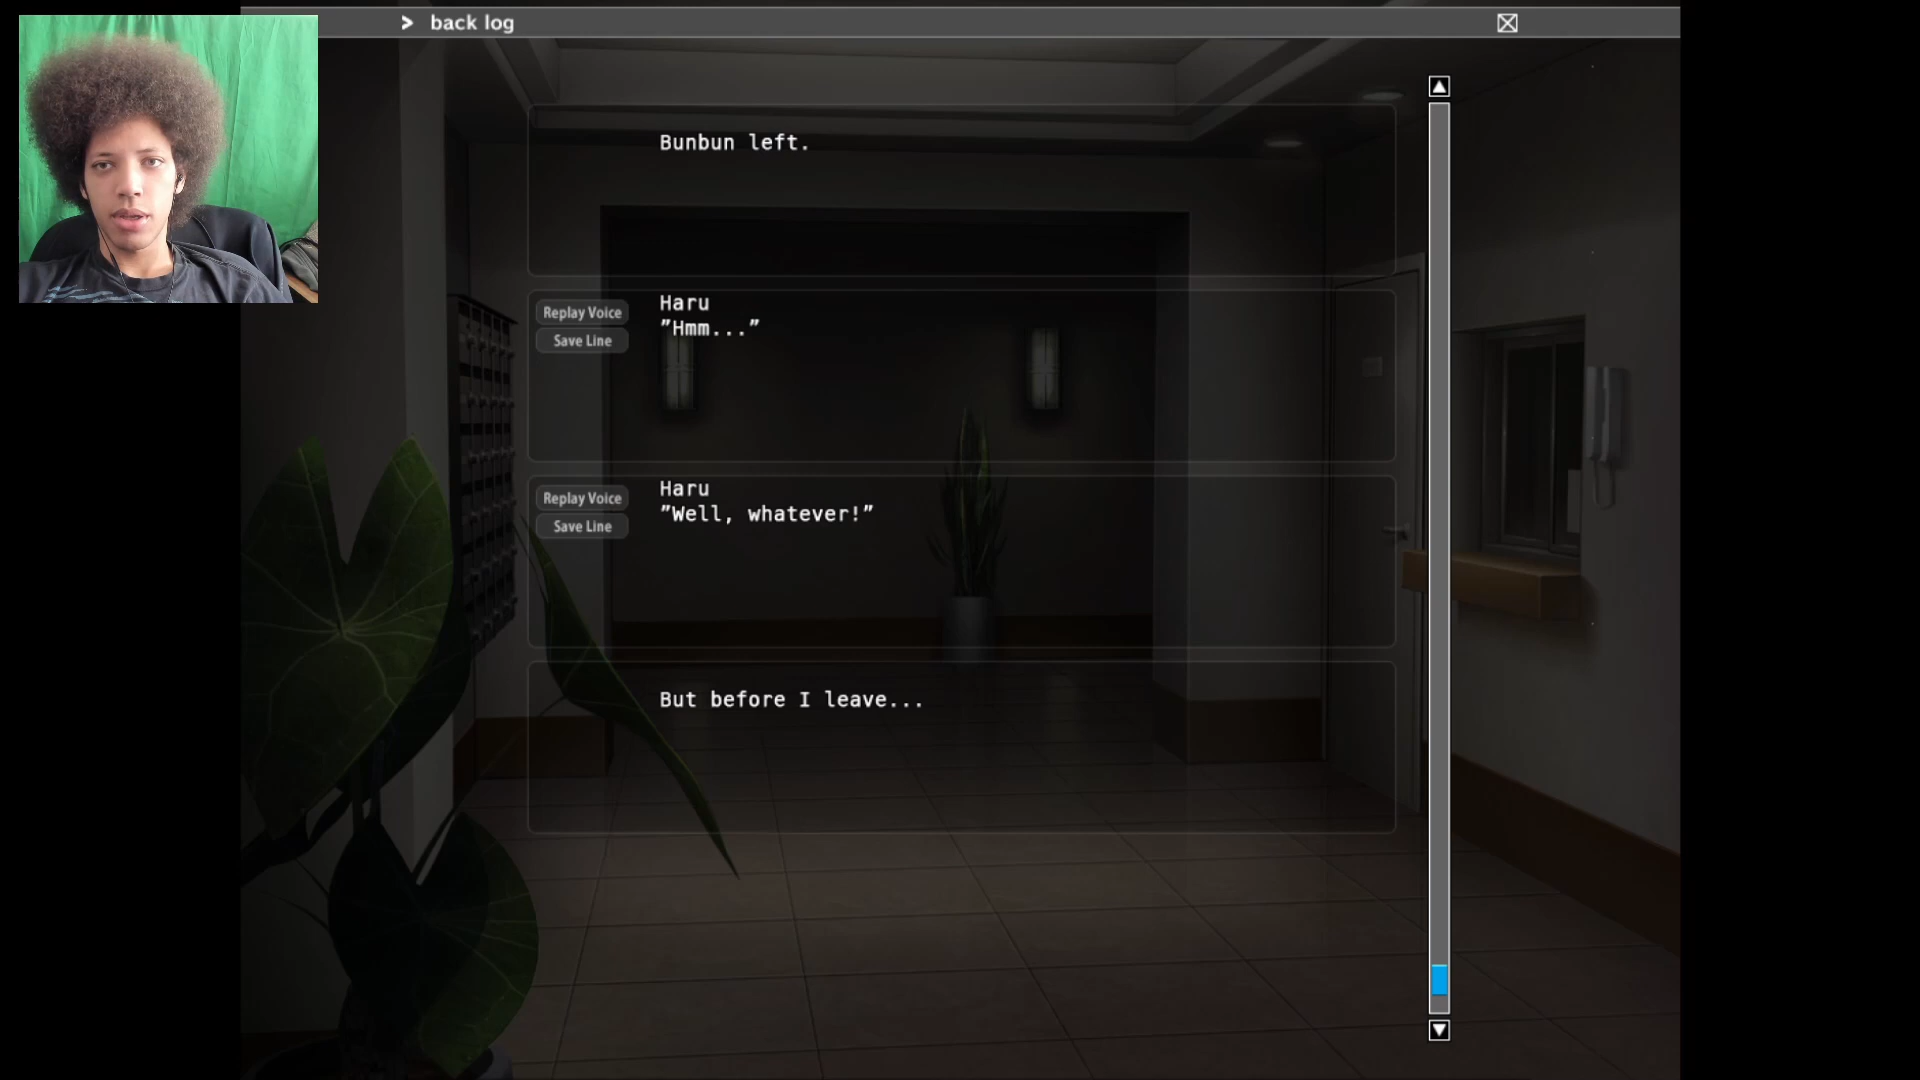 > back log
Bunbun left.
Replay Voice
Save Line
Haru
”Hmm...”
Replay Voice
Save Line
Haru
”Well, whatever!”
But before I leave...